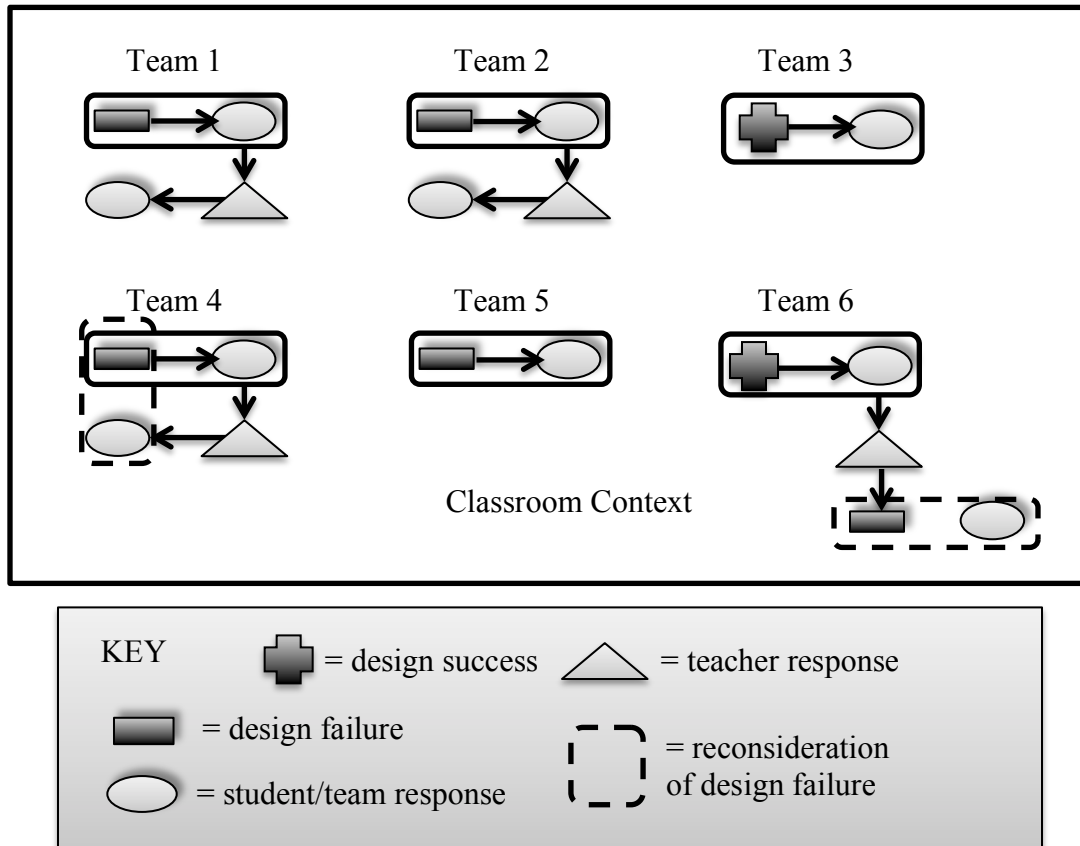 Team 1
Team 2
Team 3
Team 4
Team 5
Team 6
Classroom Context
KEY
= design success
= teacher response
= design failure
= reconsideration
of design failure
= student/team response